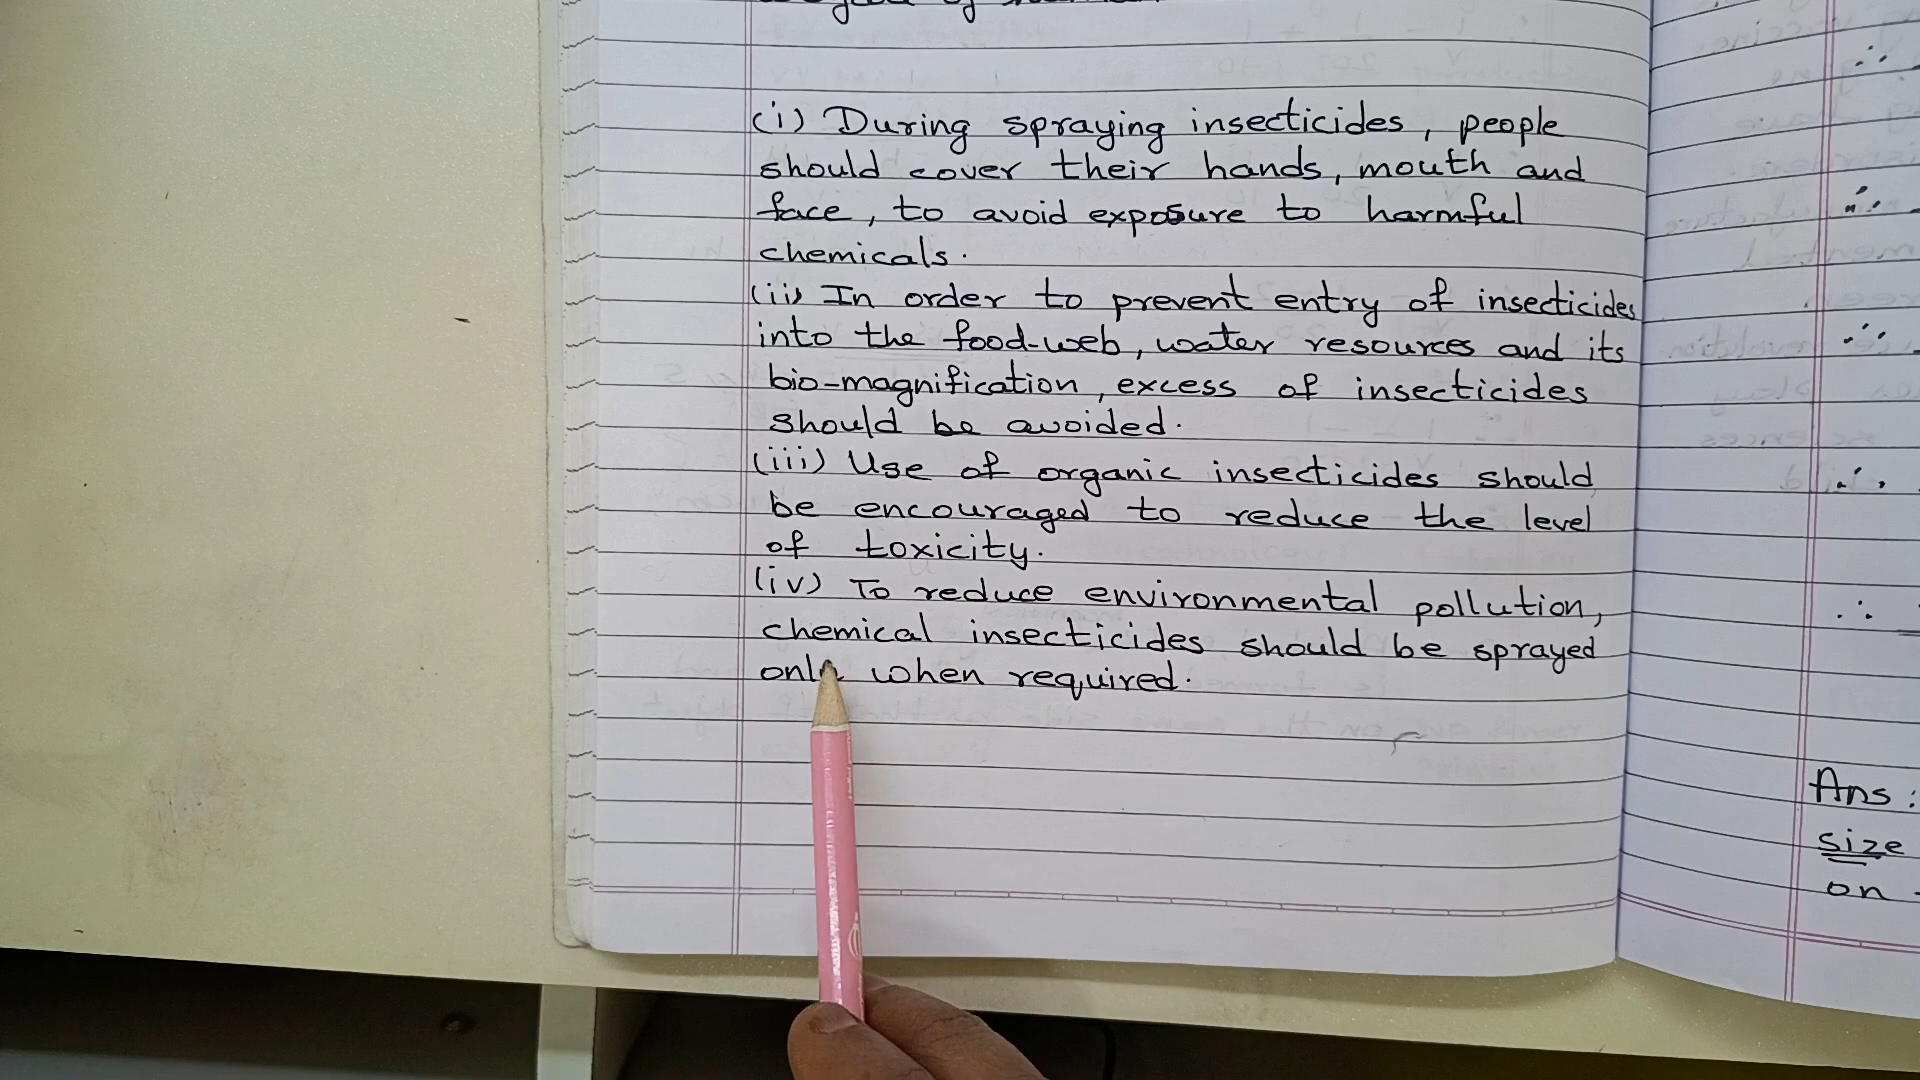 of
(i) During spraying insecticides, people
should cover their hands, mouth and
face, to avoid exposure to harmful
chemicals.
(ii) In order to prevent entry of insecticides
into the food-web, water resources and its
bio-magnification, excess of insecticides
should be avoided.
(iii) Use of organic insecticides should
be encouraged to reduce the level
of toxicity.
(iv) To reduce environmental pollution,
chemical insecticides should be sprayed
only when required.
∴
∴
∴
∴
∴
Ans:
size
on